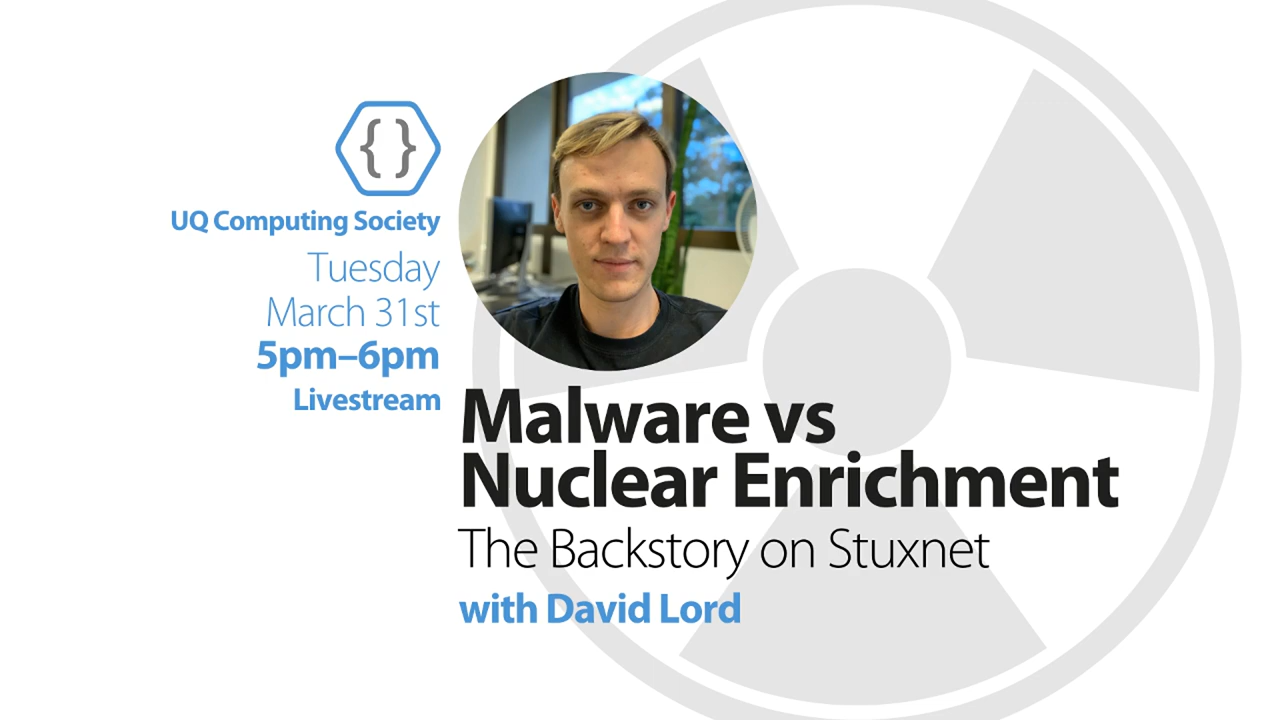 { }
UQ Computing Society
Tuesday
March 31st
5pm–6pm
Livestream
Malware vs
Nuclear Enrichment
The Backstory on Stuxnet
with David Lord